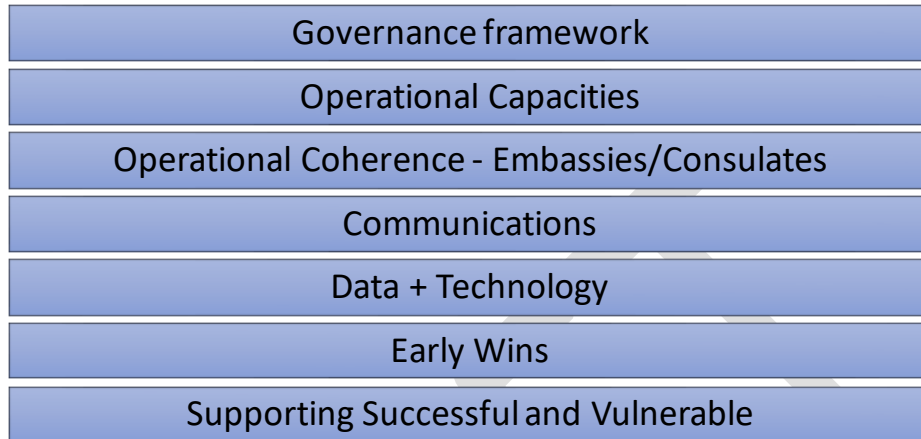 Governance framework
Operational Capacities
Operational Coherence - Embassies/Consulates
Communications
Data + Technology
Early Wins
Supporting Successful and Vulnerable